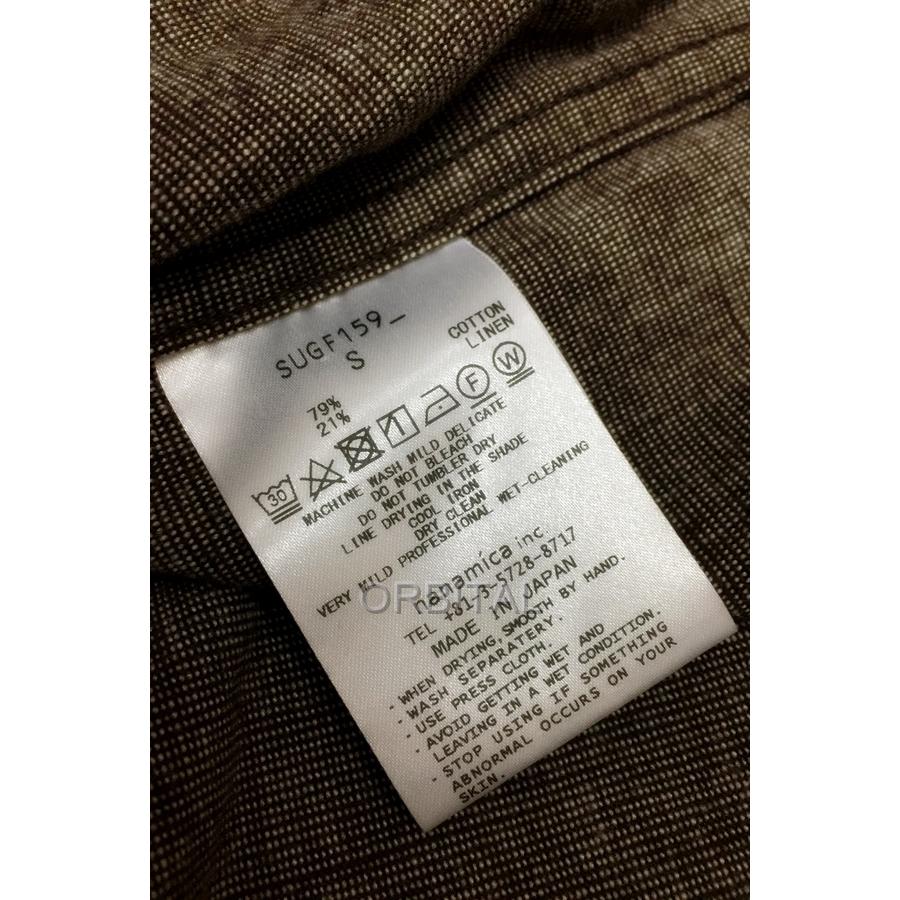 SUGF159_
S
COTTON
LINEN
79%
21%
30
F
W
MACHINE WASH MILD DELICATE
DO NOT BLEACH
DO NOT TUMBLER DRY
LINE DRYING IN THE SHADE
COOL IRON
DRY CLEAN
VERY MILD PROFESSIONAL WET-CLEANING
nanamica inc.
TEL +81-3-5728-8717
MADE IN JAPAN
ORBITAL
-WHEN DRYING, SMOOTH BY HAND.
-WASH SEPARATERY.
-USE PRESS CLOTH.
-AVOID GETTING WET AND
LEAVING IN A WET CONDITION.
-STOP USING IF SOMETHING
ABNORMAL OCCURS ON YOUR
SKIN.